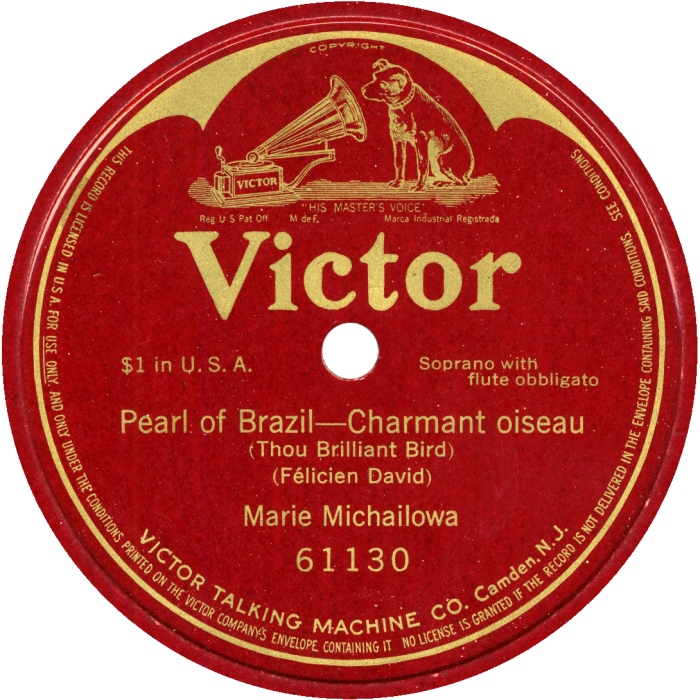 COPYRIGHT
VICTOR
"HIS MASTER'S VOICE"
Reg U S Pat Off M de F. Marca Industrial Registrada
Victor
$1 in U. S. A.
Soprano with
flute obbligato
Pearl of Brazil—Charmant oiseau
(Thou Brilliant Bird)
(Félicien David)
Marie Michailowa
61130
VICTOR TALKING MACHINE CO. Camden. N. J.
THIS RECORD IS LICENSED IN U.S.A. FOR USE ONLY, AND ONLY UNDER THE CONDITIONS PRINTED ON THE VICTOR COMPANY'S ENVELOPE CONTAINING IT NO LICENSE IS GRANTED IF THE RECORD IS NOT DELIVERED IN THE ENVELOPE CONTAINING SAID CONDITIONS. SEE CONDITIONS